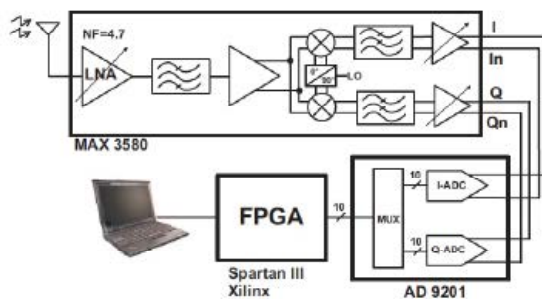 NF=4.7
LNA
0°
90°
LO
I
In
Q
Qn
MAX 3580
FPGA
10
MUX
10
I-ADC
10
Q-ADC
Spartan III
Xilinx
AD 9201